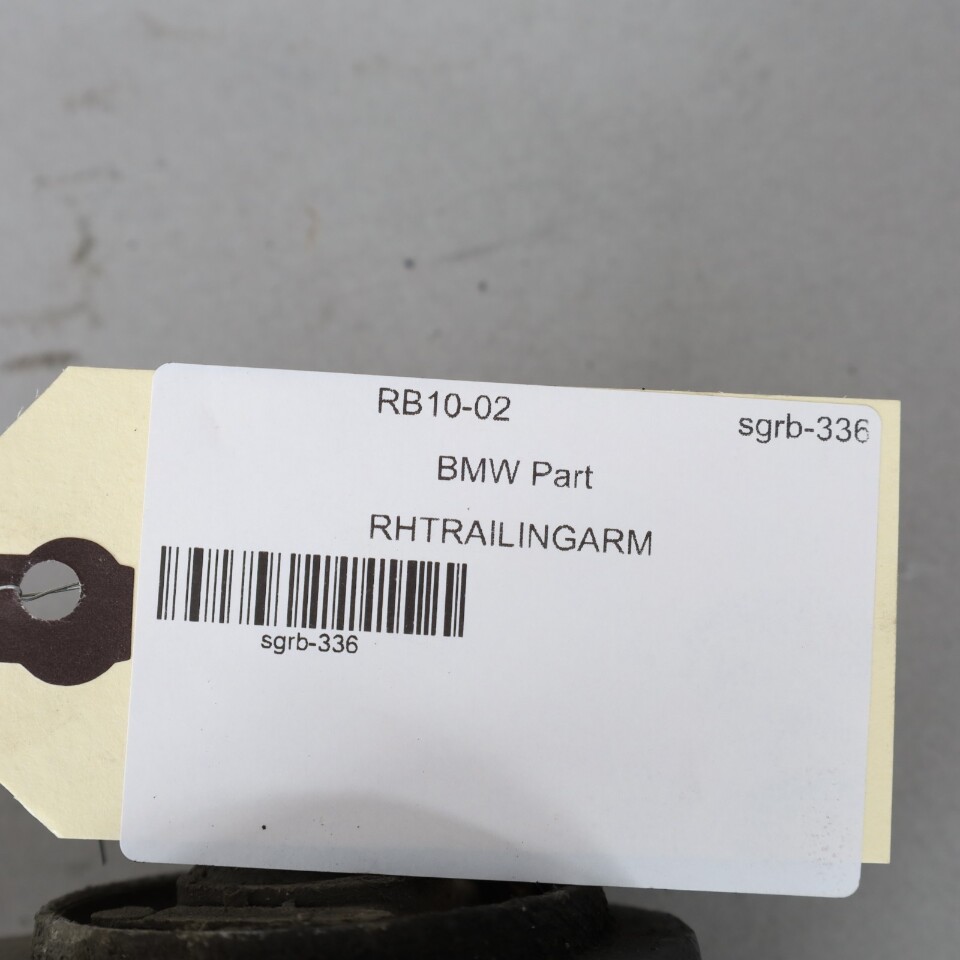 RB10-02 sgrb-336
BMW Part
RHTRAILINGARM
sgrb-336